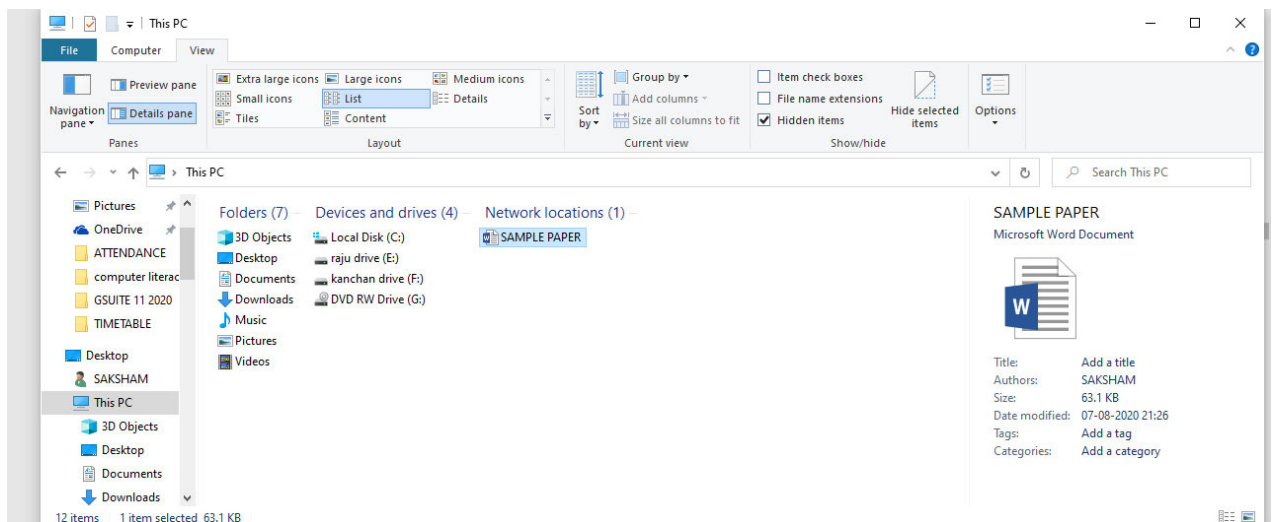 This PC
File Computer View
Navigation pane
Preview pane
Details pane
Panes
Extra large icons Large icons Medium icons
Small icons List Details
Tiles Content
Layout
Sort by
Group by
Add columns
Size all columns to fit
Current view
Item check boxes
File name extensions
Hidden items
Hide selected items
Show/hide
Options
This PC
Search This PC
Pictures
OneDrive
ATTENDANCE
computer literac
GSUITE 11 2020
TIMETABLE
Desktop
SAKSHAM
This PC
3D Objects
Desktop
Documents
Downloads
Folders (7)
3D Objects
Desktop
Documents
Downloads
Music
Pictures
Videos
Devices and drives (4)
Local Disk (C:)
raju drive (E:)
kanchan drive (F:)
DVD RW Drive (G:)
Network locations (1)
SAMPLE PAPER
SAMPLE PAPER
Microsoft Word Document
W
Title: Add a title
Authors: SAKSHAM
Size: 63.1 KB
Date modified: 07-08-2020 21:26
Tags: Add a tag
Categories: Add a category
12 items 1 item selected 63.1 KB